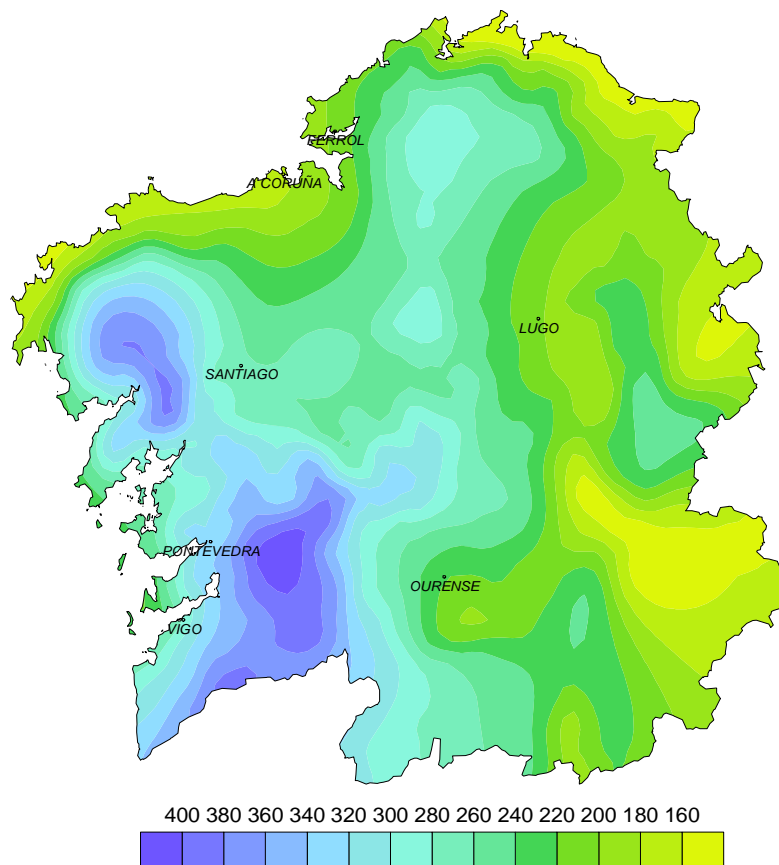 FERROL
A CORUÑA
LUGO
SANTIAGO
PONTEVEDRA
OURENSE
VIGO
400 380 360 340 320 300 280 260 240 220 200 180 160